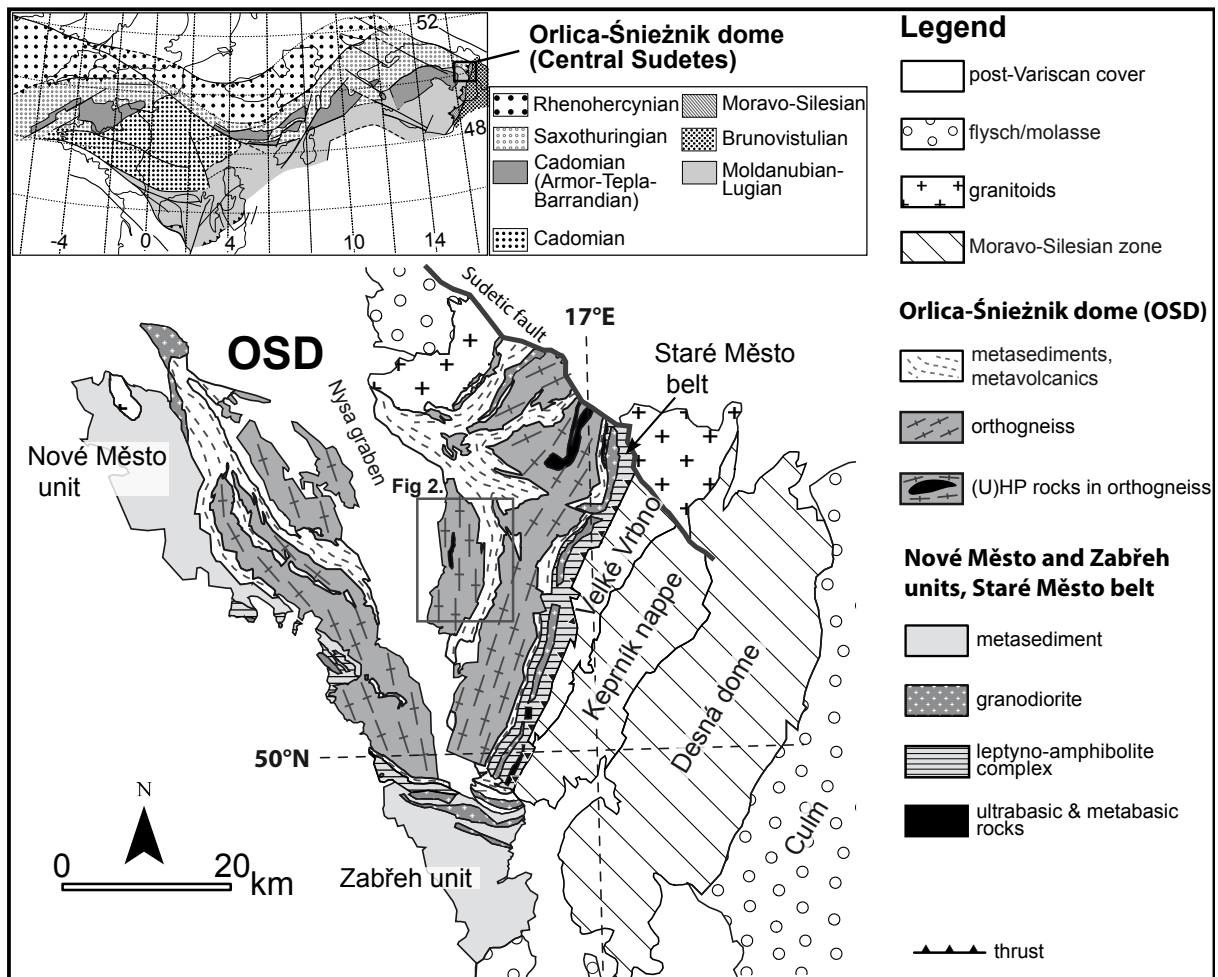 52
48
-4
0
4
10
14
Orlica-Śnieżnik dome
(Central Sudetes)
Rhenohercynian
Saxothuringian
Cadomian
(Armor-Tepla-
Barrandian)
Cadomian
Moravo-Silesian
Brunovistulian
Moldanubian-
Lugian
Legend
post-Variscan cover
flysch/molasse
granitoids
Moravo-Silesian zone
Orlica-Śnieżnik dome (OSD)
metasediments,
metavolcanics
orthogneiss
(U)HP rocks in orthogneiss
Nové Město and Zabřeh
units, Staré Město belt
metasediment
granodiorite
leptyno-amphibolite
complex
ultrabasic & metabasic
rocks
thrust
OSD
Sudetic fault
17°E
Staré Město
belt
Nysa graben
Nové Město
unit
Fig 2.
Velké Vrbno
Keprník nappe
Desná dome
50°N
Culm
N
0
20
km
Zabřeh unit